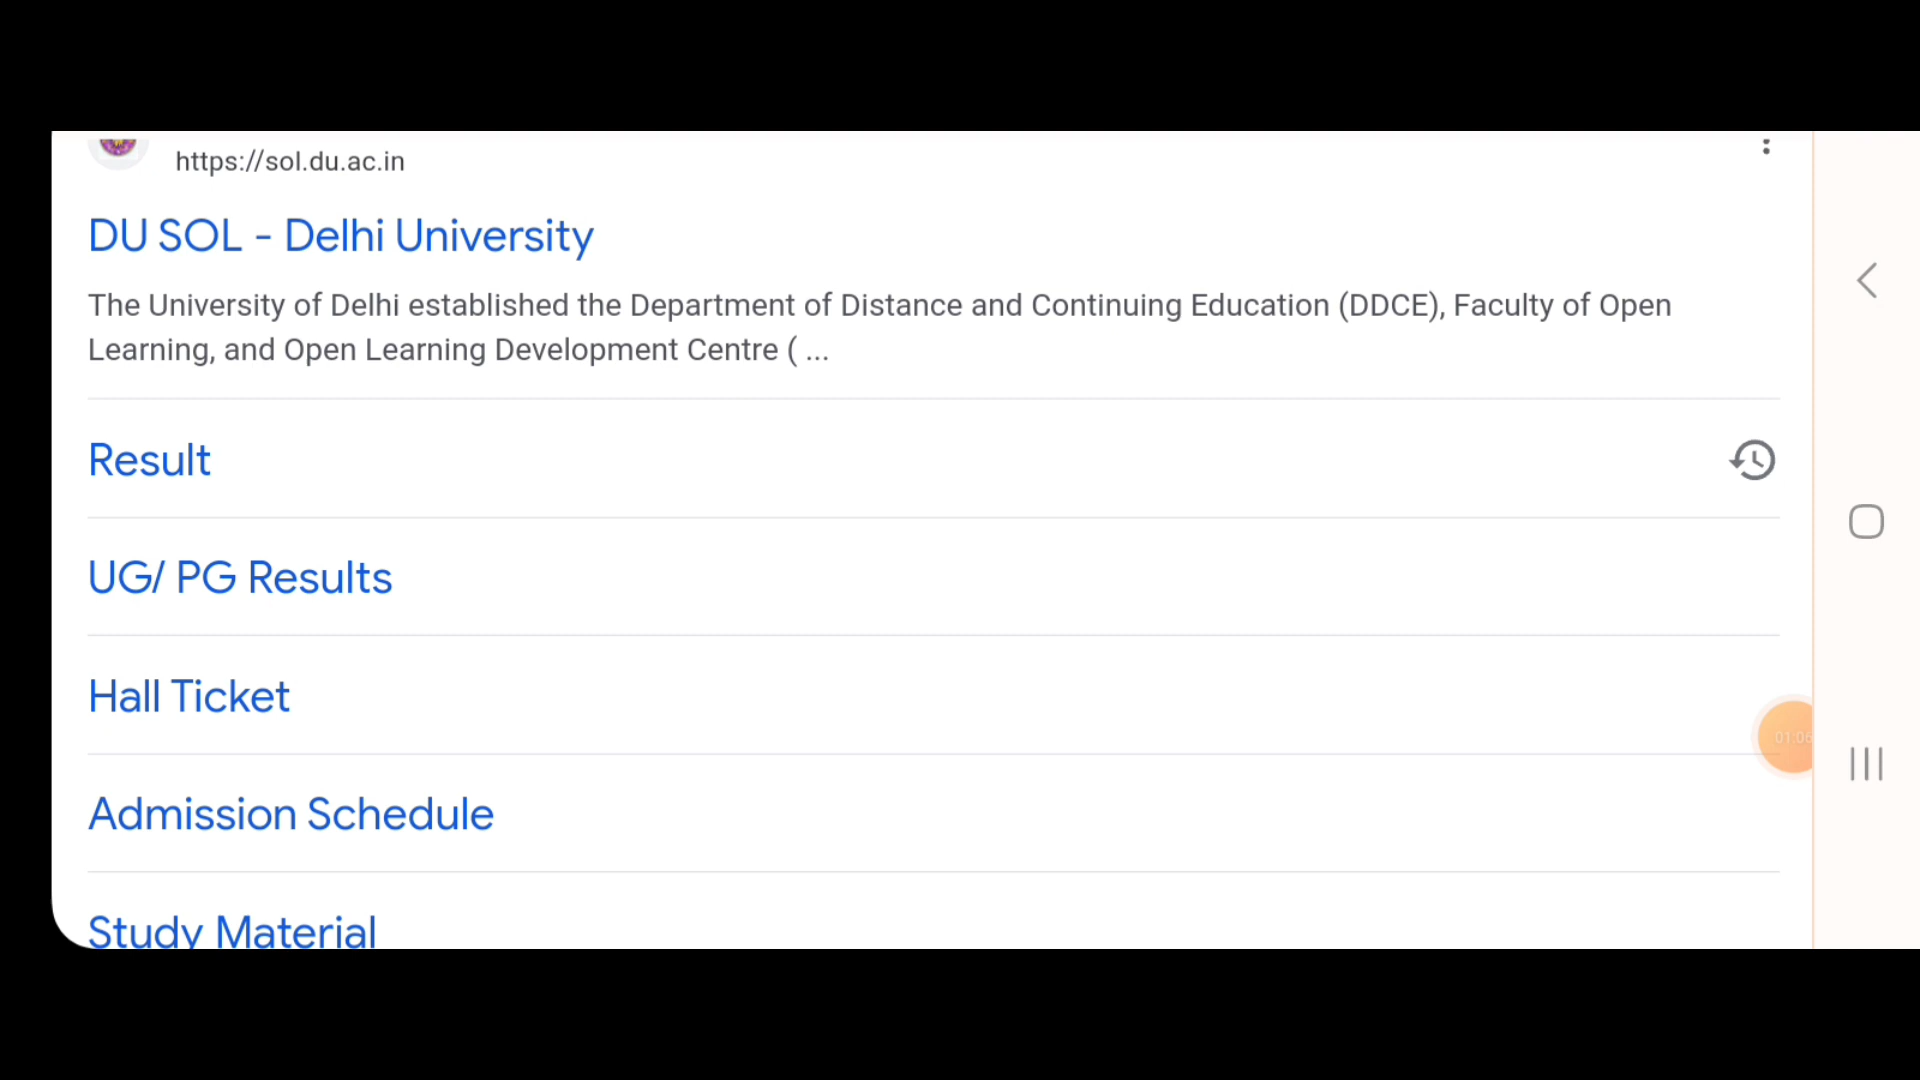 https://sol.du.ac.in
DU SOL - Delhi University
The University of Delhi established the Department of Distance and Continuing Education (DDCE), Faculty of Open
Learning, and Open Learning Development Centre ( ...
Result
UG/ PG Results
Hall Ticket
01:06
Admission Schedule
Study Material